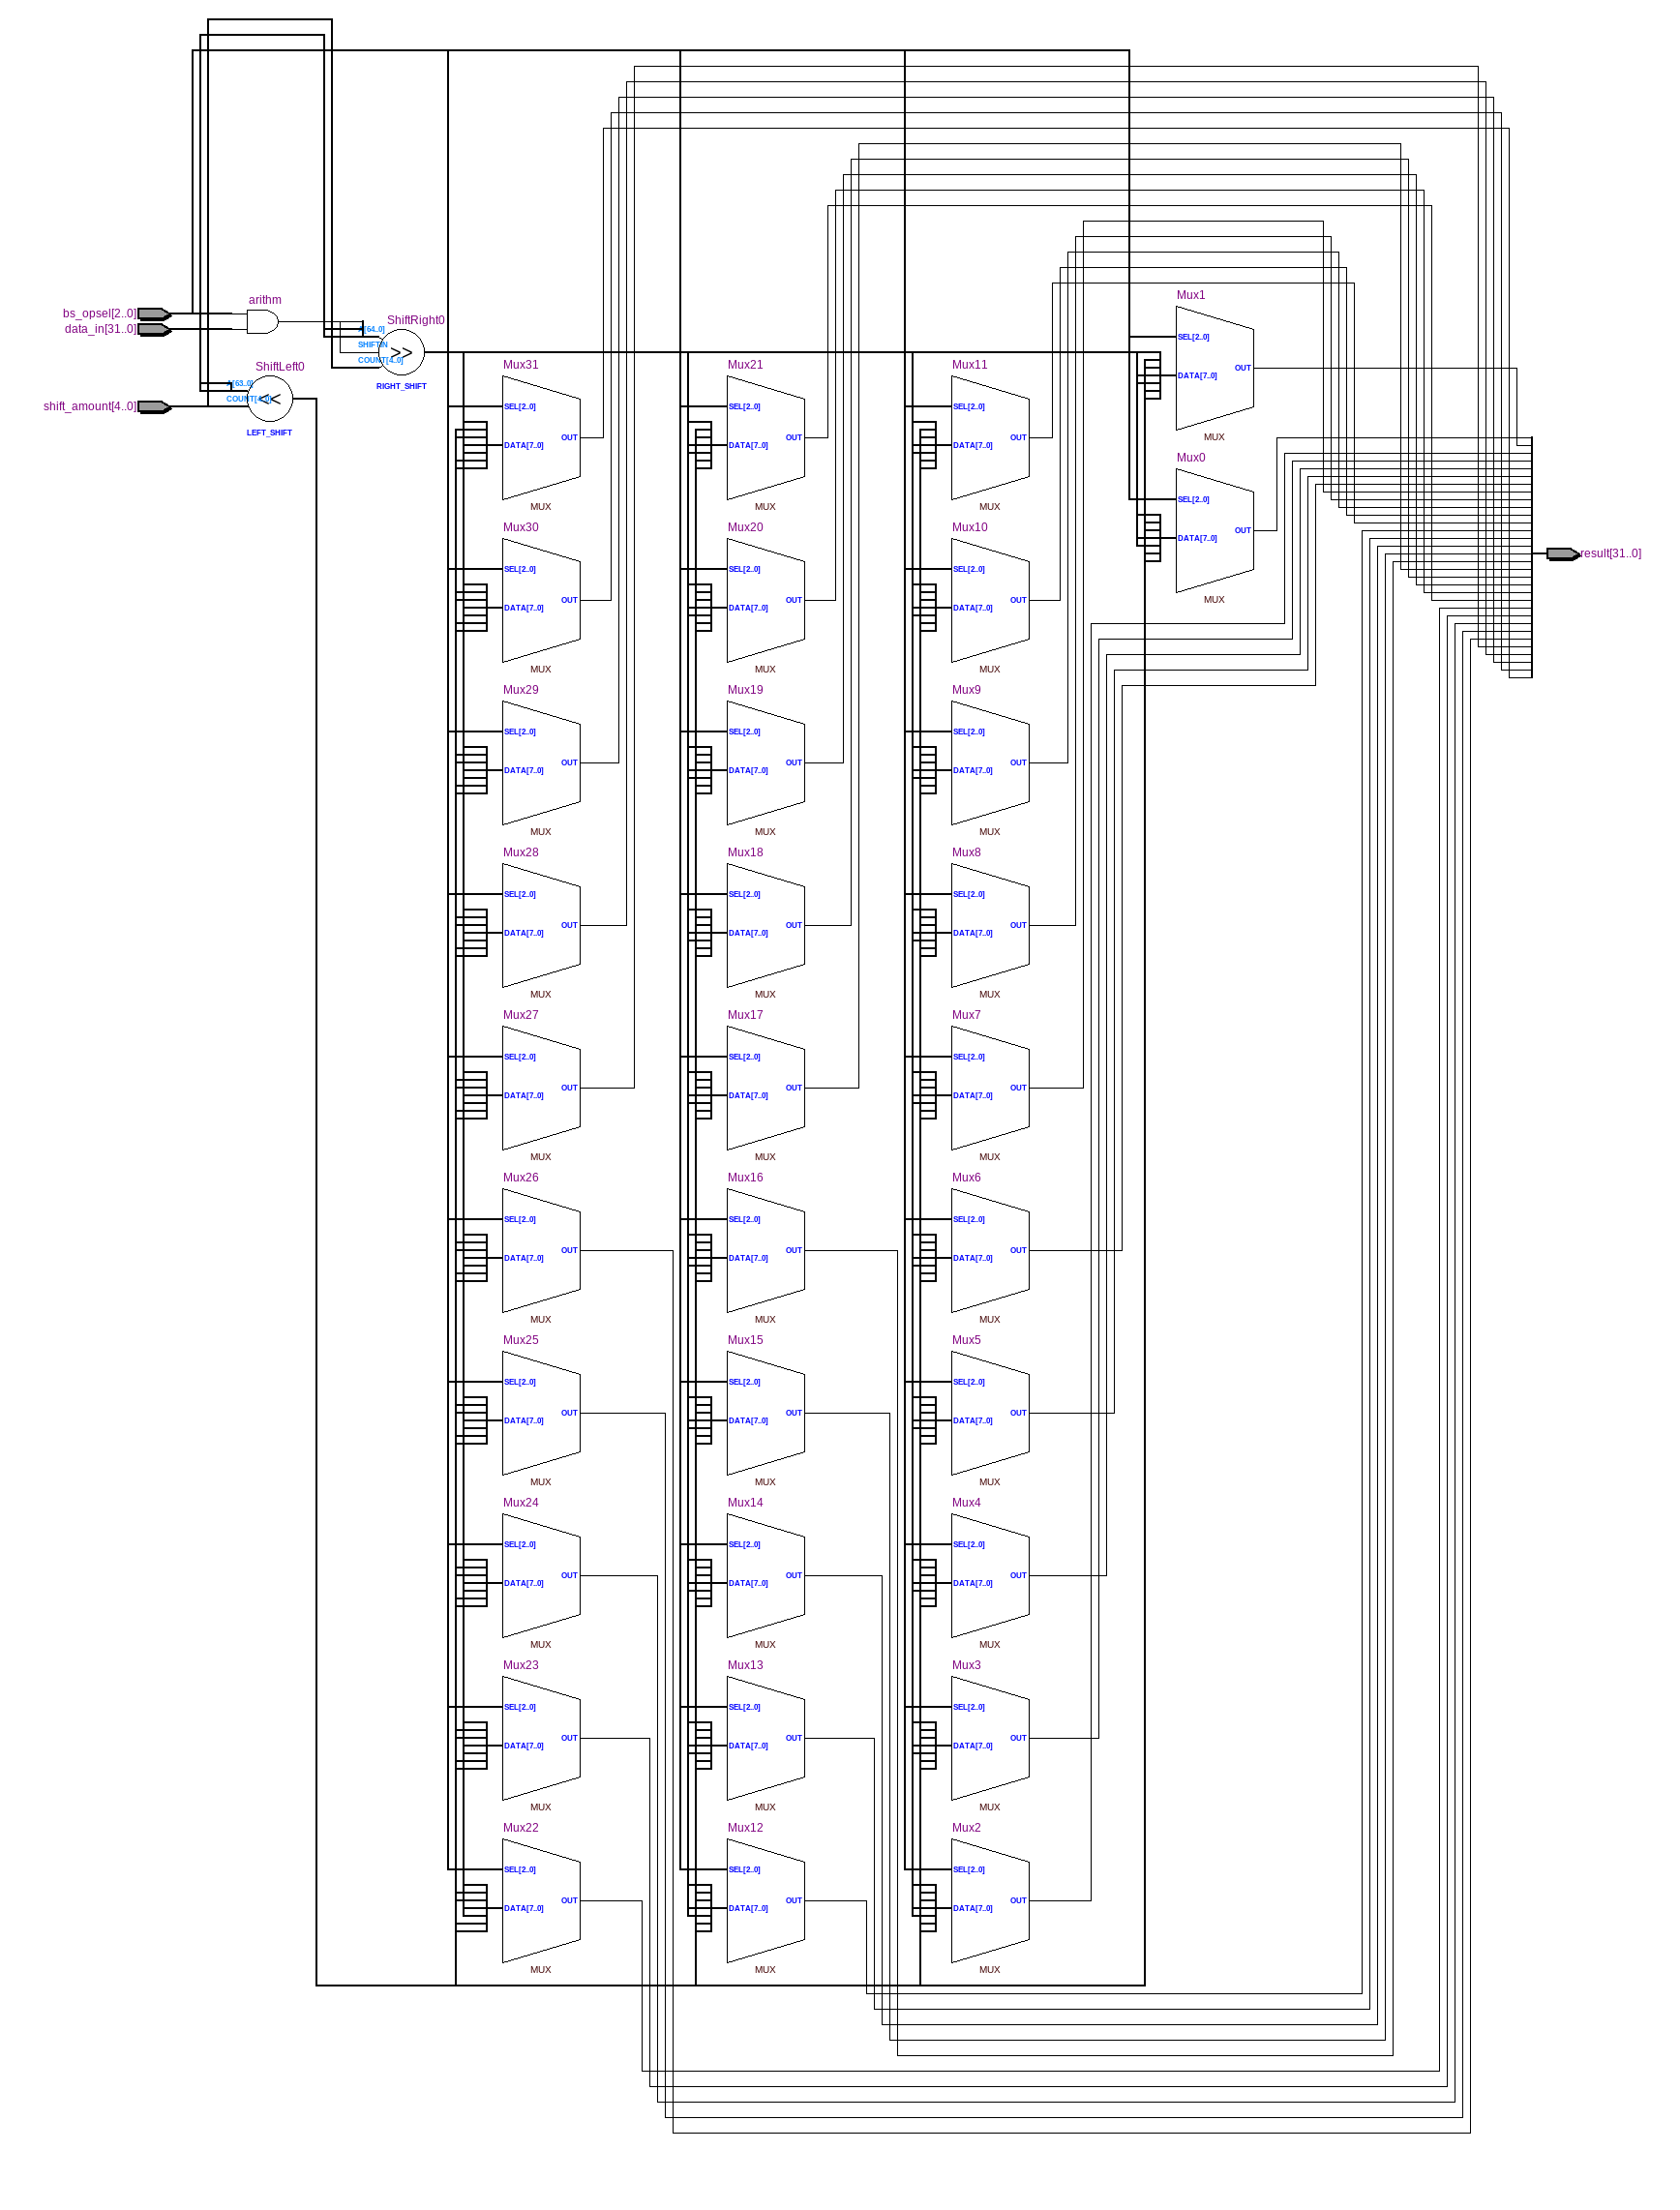 bs_opsel[2..0]
data_in[31..0]
shift_amount[4..0]
arithm
ShiftLeft0
A[63..0]
<<
LEFT_SHIFT
ShiftRight0
A[64..0]
SHIFTIN
COUNT[4..0]
>>
RIGHT_SHIFT
Mux31
SEL[2..0]
DATA[7..0]
OUT
MUX
Mux30
SEL[2..0]
DATA[7..0]
OUT
MUX
Mux29
SEL[2..0]
DATA[7..0]
OUT
MUX
Mux28
SEL[2..0]
DATA[7..0]
OUT
MUX
Mux27
SEL[2..0]
DATA[7..0]
OUT
MUX
Mux26
SEL[2..0]
DATA[7..0]
OUT
MUX
Mux25
SEL[2..0]
DATA[7..0]
OUT
MUX
Mux24
SEL[2..0]
DATA[7..0]
OUT
MUX
Mux23
SEL[2..0]
DATA[7..0]
OUT
MUX
Mux22
SEL[2..0]
DATA[7..0]
OUT
MUX
Mux21
SEL[2..0]
DATA[7..0]
OUT
MUX
Mux20
SEL[2..0]
DATA[7..0]
OUT
MUX
Mux19
SEL[2..0]
DATA[7..0]
OUT
MUX
Mux18
SEL[2..0]
DATA[7..0]
OUT
MUX
Mux17
SEL[2..0]
DATA[7..0]
OUT
MUX
Mux16
SEL[2..0]
DATA[7..0]
OUT
MUX
Mux15
SEL[2..0]
DATA[7..0]
OUT
MUX
Mux14
SEL[2..0]
DATA[7..0]
OUT
MUX
Mux13
SEL[2..0]
DATA[7..0]
OUT
MUX
Mux12
SEL[2..0]
DATA[7..0]
OUT
MUX
Mux11
SEL[2..0]
DATA[7..0]
OUT
MUX
Mux10
SEL[2..0]
DATA[7..0]
OUT
MUX
Mux9
SEL[2..0]
DATA[7..0]
OUT
MUX
Mux8
SEL[2..0]
DATA[7..0]
OUT
MUX
Mux7
SEL[2..0]
DATA[7..0]
OUT
MUX
Mux6
SEL[2..0]
DATA[7..0]
OUT
MUX
Mux5
SEL[2..0]
DATA[7..0]
OUT
MUX
Mux4
SEL[2..0]
DATA[7..0]
OUT
MUX
Mux3
SEL[2..0]
DATA[7..0]
OUT
MUX
Mux2
SEL[2..0]
DATA[7..0]
OUT
MUX
Mux1
SEL[2..0]
DATA[7..0]
OUT
MUX
Mux0
SEL[2..0]
DATA[7..0]
OUT
MUX
result[31..0]